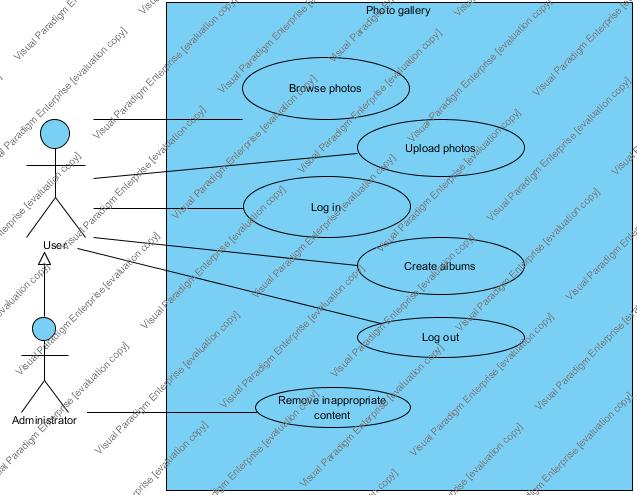 Photo gallery
Browse photos
Upload photos
Log in
User
Create albums
Log out
Remove inappropriate
content
Administrator
Visual Paradigm Enterprise [evaluation copy]